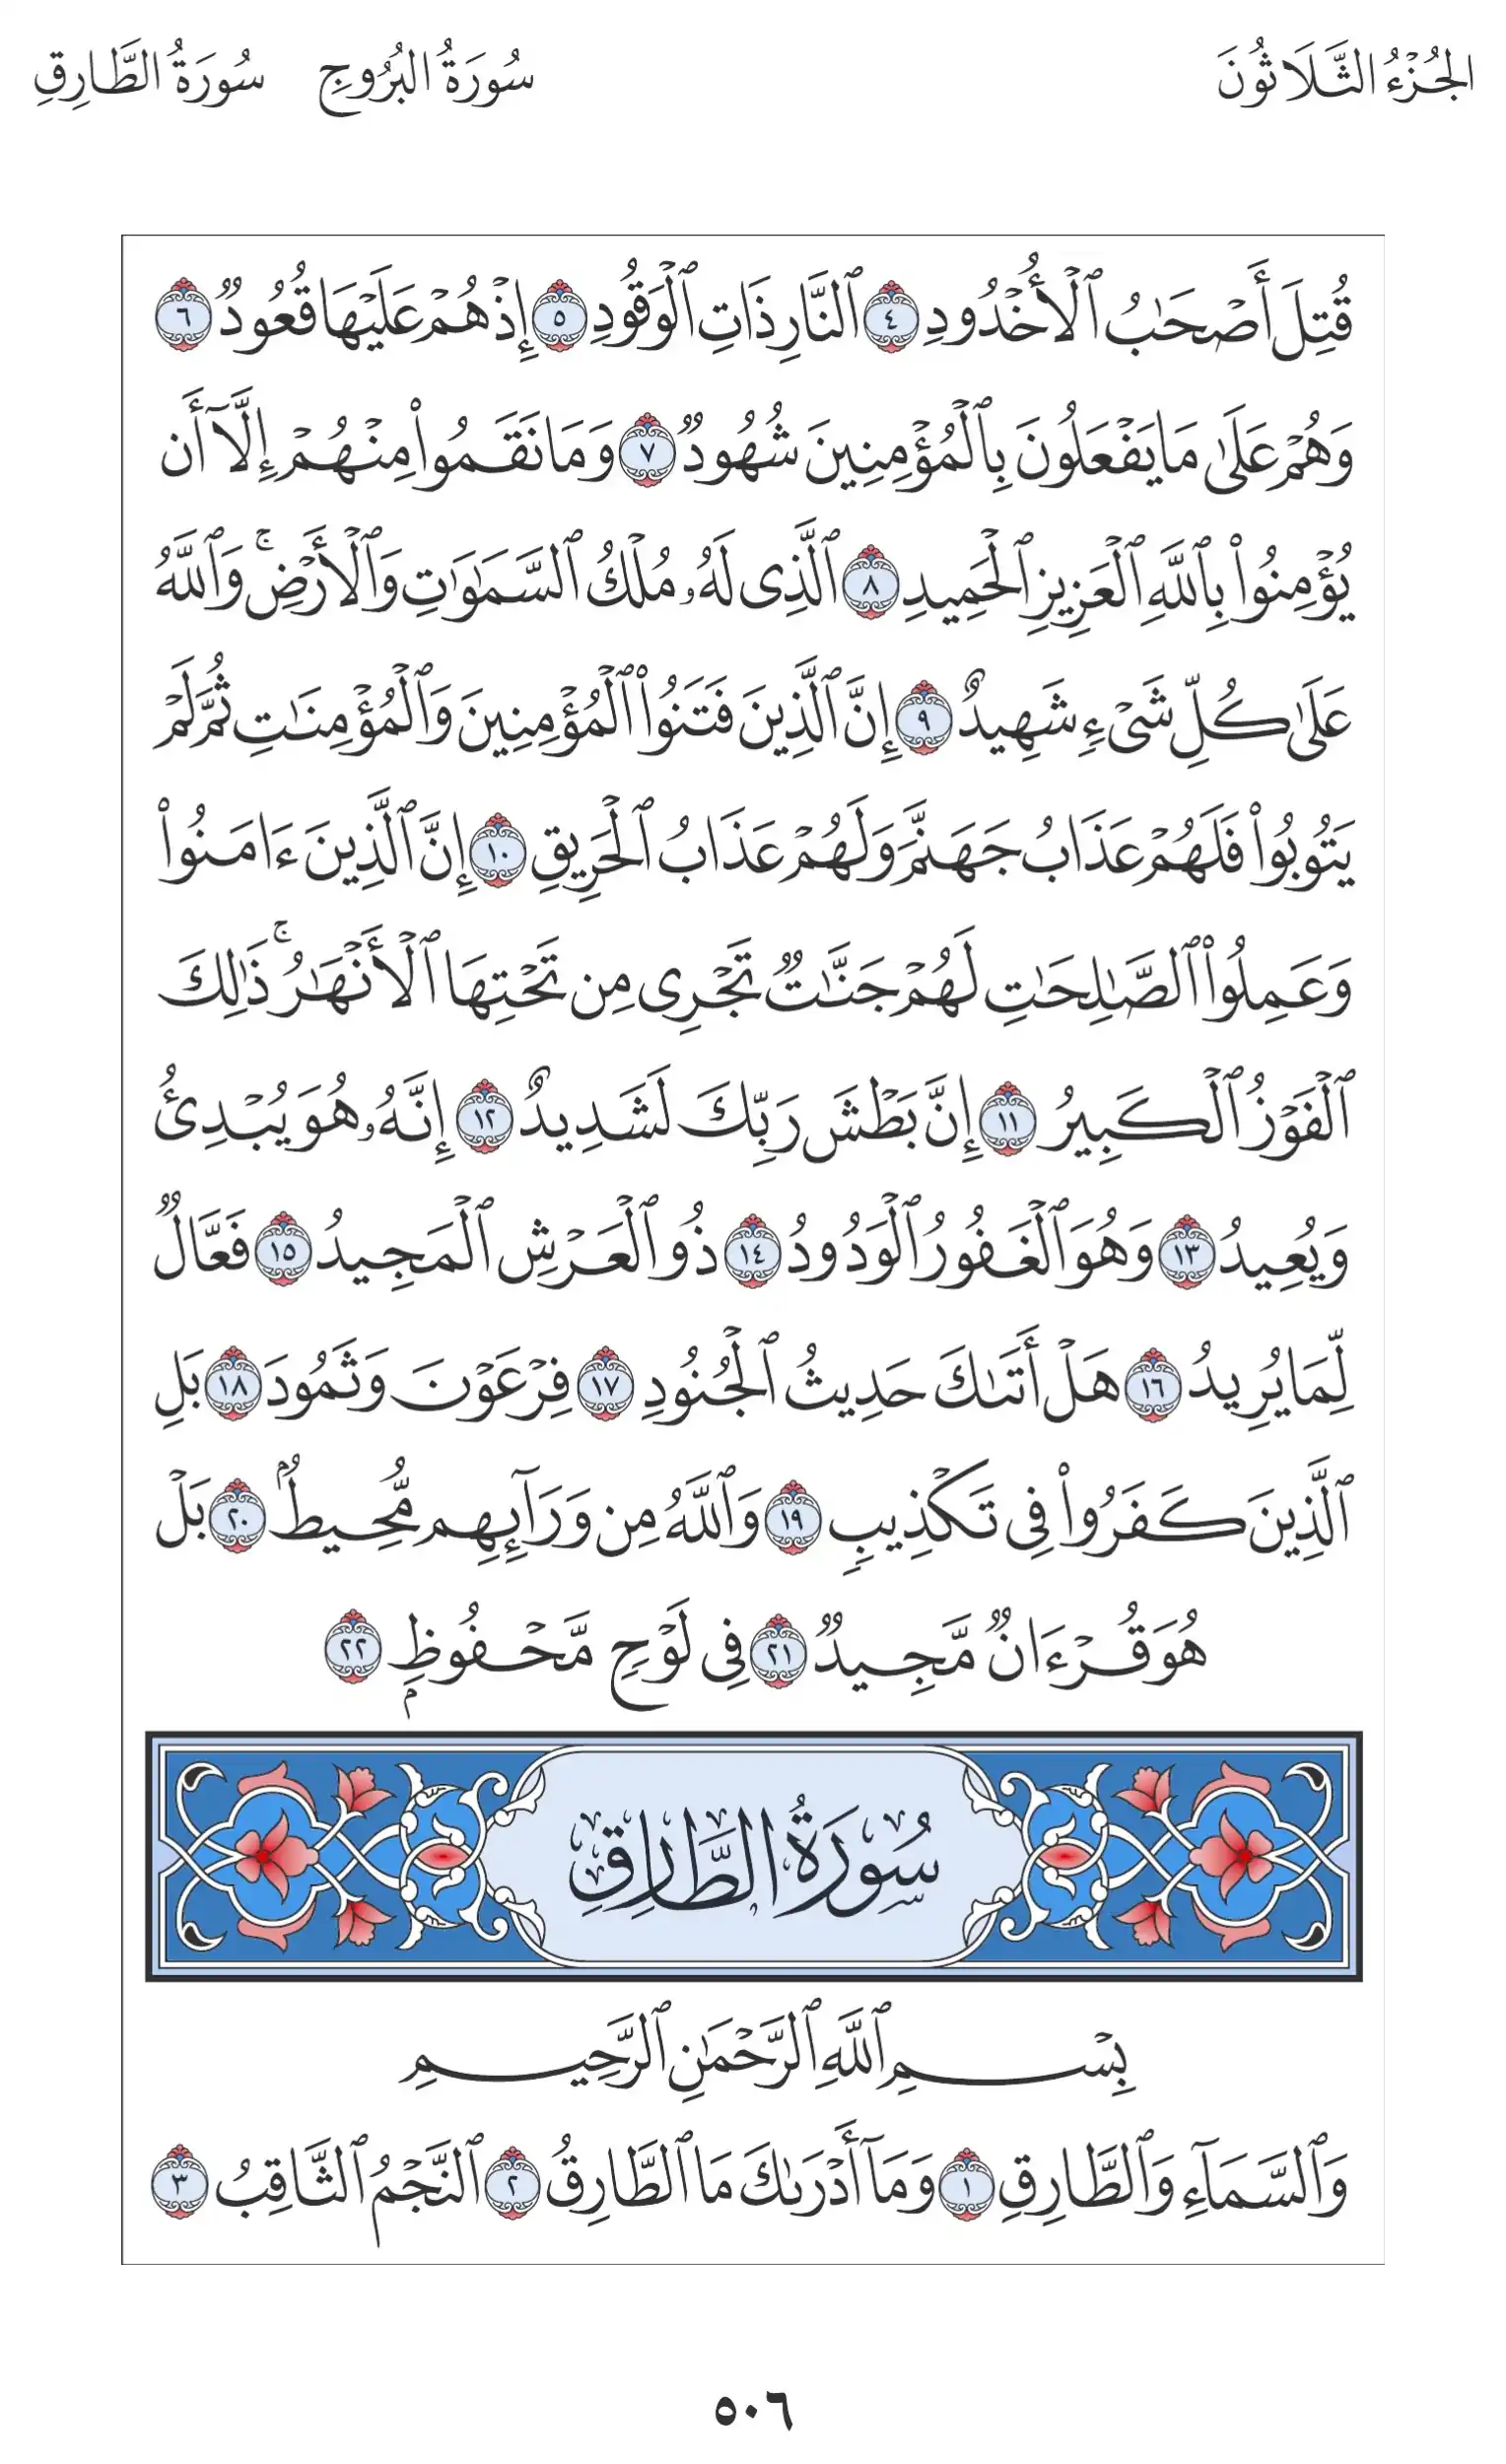 الجُزْءُ الثَّلَاثُونَ سُورَةُ البُرُوجِ سُورَةُ الطَّارِقِ
قُتِلَ أَصۡحَٰبُ ٱلۡأُخۡدُودِ ٤ ٱلنَّارِ ذَاتِ ٱلۡوَقُودِ ٥ إِذۡ هُمۡ عَلَيۡهَا قُعُودٞ ٦
وَهُمۡ عَلَىٰ مَا يَفۡعَلُونَ بِٱلۡمُؤۡمِنِينَ شُهُودٞ ٧ وَمَا نَقَمُواْ مِنۡهُمۡ إِلَّآ أَن
يُؤۡمِنُواْ بِٱللَّهِ ٱلۡعَزِيزِ ٱلۡحَمِيدِ ٨ ٱلَّذِي لَهُۥ مُلۡكُ ٱلسَّمَٰوَٰتِ وَٱلۡأَرۡضِۚ وَٱللَّهُ
عَلَىٰ كُلِّ شَيۡءٖ شَهِيدٌ ٩ إِنَّ ٱلَّذِينَ فَتَنُواْ ٱلۡمُؤۡمِنِينَ وَٱلۡمُؤۡمِنَٰتِ ثُمَّ لَمۡ
يَتُوبُواْ فَلَهُمۡ عَذَابُ جَهَنَّمَ وَلَهُمۡ عَذَابُ ٱلۡحَرِيقِ ١٠ إِنَّ ٱلَّذِينَ ءَامَنُواْ
وَعَمِلُواْ ٱلصَّٰلِحَٰتِ لَهُمۡ جَنَّٰتٞ تَجۡرِي مِن تَحۡتِهَا ٱلۡأَنۡهَٰرُۚ ذَٰلِكَ
ٱلۡفَوۡزُ ٱلۡكَبِيرُ ١١ إِنَّ بَطۡشَ رَبِّكَ لَشَدِيدٌ ١٢ إِنَّهُۥ هُوَ يُبۡدِئُ
وَيُعِيدُ ١٣ وَهُوَ ٱلۡغَفُورُ ٱلۡوَدُودُ ١٤ ذُو ٱلۡعَرۡشِ ٱلۡمَجِيدُ ١٥ فَعَّالٞ
لِّمَا يُرِيدُ ١٦ هَلۡ أَتَىٰكَ حَدِيثُ ٱلۡجُنُودِ ١٧ فِرۡعَوۡنَ وَثَمُودَ ١٨ بَلِ
ٱلَّذِينَ كَفَرُواْ فِي تَكۡذِيبٖ ١٩ وَٱللَّهُ مِن وَرَآئِهِم مُّحِيطُۢ ٢٠ بَلۡ
هُوَ قُرۡءَانٞ مَّجِيدٞ ٢١ فِي لَوۡحٖ مَّحۡفُوظِۭ ٢٢
سُورَةُ الطَّارِقِ
بِسۡمِ ٱللَّهِ ٱلرَّحۡمَٰنِ ٱلرَّحِيمِ
وَٱلسَّمَآءِ وَٱلطَّارِقِ ١ وَمَآ أَدۡرَىٰكَ مَا ٱلطَّارِقُ ٢ ٱلنَّجۡمُ ٱلثَّاقِبُ ٣
٥٠٦